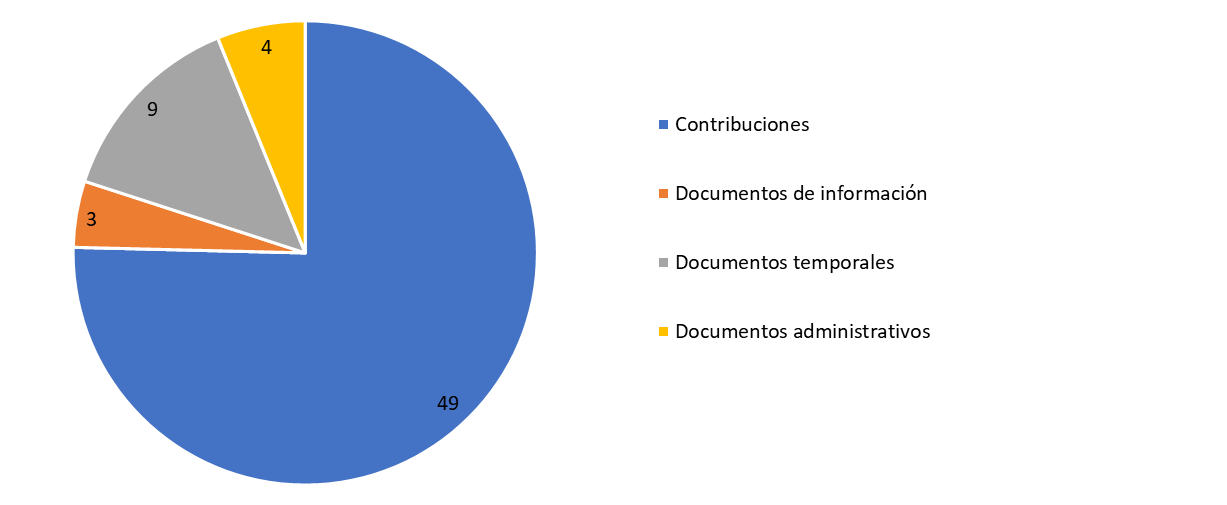 4
9
3
49
Contribuciones
Documentos de información
Documentos temporales
Documentos administrativos